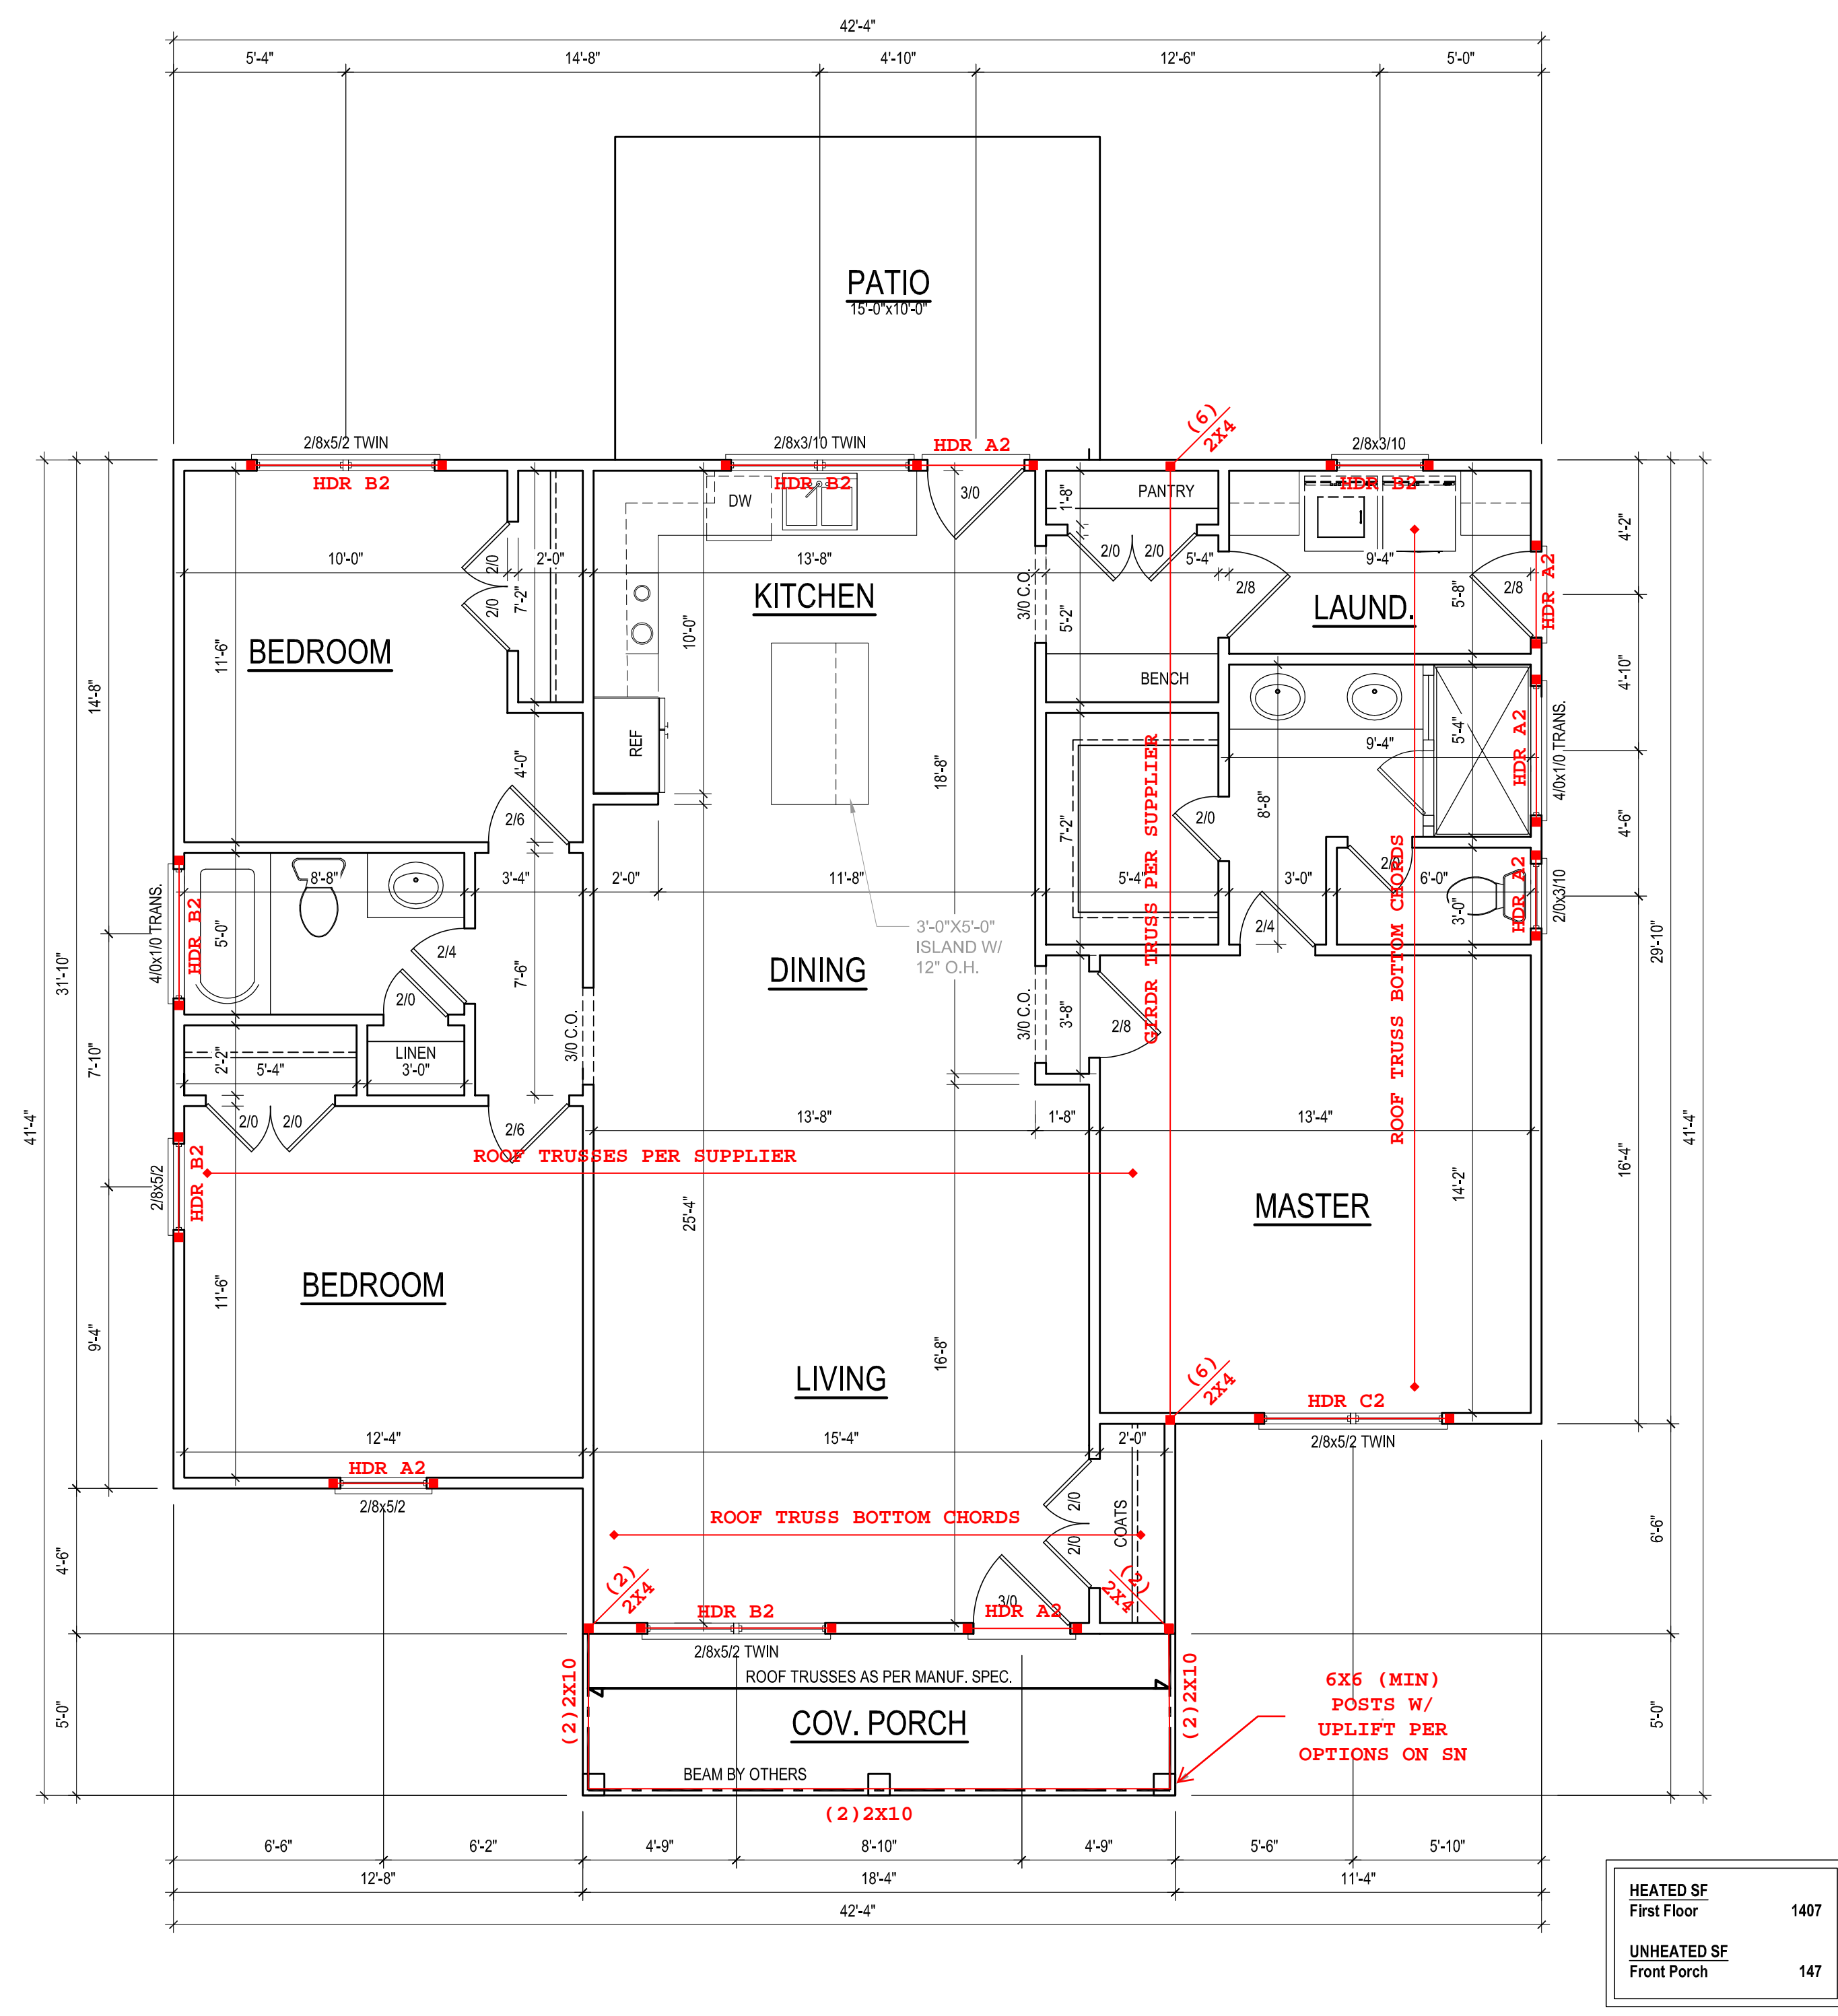 42'-4"
5'-4"
14'-8"
4'-10"
12'-6"
5'-0"
PATIO
15'-0"x10'-0"
(6)
2X4
2/8x5/2 TWIN
2/8x3/10 TWIN
HDR A2
2/8x3/10
HDR B2
HDR B2
HDR B2
DW
3/0
PANTRY
1'-8"
4'-2"
10'-0"
2/0
2/0
2'-0"
7'-2"
13'-8"
2/0
2/0
5'-4"
2/8
9'-4"
2/8
HDR A2
KITCHEN
3/0 C.O.
5'-2"
LAUND.
5'-8"
BEDROOM
11'-6"
10'-0"
14'-8"
BENCH
4'-10"
REF
4'-0"
18'-8"
9'-4"
5'-4"
HDR A2
4/0x1/0 TRANS.
GIRDR TRUSS PER SUPPLIER
8'-8"
2/6
7'-2"
2/0
4'-6"
8'-8"
3'-4"
2'-0"
11'-8"
5'-4"
3'-0"
2/0
6'-0"
3'-0"
HDR A2
2/0x3/10
4/0x1/0 TRANS.
HDR B2
5'-0"
2/4
2/4
3'-0"X5'-0"
ISLAND W/
12" O.H.
31'-10"
7'-6"
DINING
29'-10"
2/0
3/0 C.O.
3/0 C.O.
3'-8"
2/8
ROOF TRUSS BOTTOM CHORDS
7'-10"
2'-2"
5'-4"
LINEN
3'-0"
41'-4"
2/0
2/0
2/6
13'-8"
1'-8"
13'-4"
41'-4"
ROOF TRUSSES PER SUPPLIER
2/8x5/2
HDR B2
25'-4"
MASTER
14'-2"
16'-4"
BEDROOM
11'-6"
9'-4"
16'-8"
LIVING
(6)
2X4
HDR C2
12'-4"
15'-4"
2'-0"
2/8x5/2 TWIN
HDR A2
2/8x5/2
ROOF TRUSS BOTTOM CHORDS
2/0
2/0
COATS
4'-6"
6'-6"
(2)
2X4
(2)
2X4
3/0
HDR B2
HDR A2
2/8x5/2 TWIN
ROOF TRUSSES AS PER MANUF. SPEC.
(2)2X10
(2)2X10
COV. PORCH
6X6 (MIN)
POSTS W/
UPLIFT PER
OPTIONS ON SN
5'-0"
5'-0"
BEAM BY OTHERS
(2)2X10
6'-6"
6'-2"
4'-9"
8'-10"
4'-9"
5'-6"
5'-10"
12'-8"
18'-4"
11'-4"
42'-4"
HEATED SF
First Floor 1407
UNHEATED SF
Front Porch 147